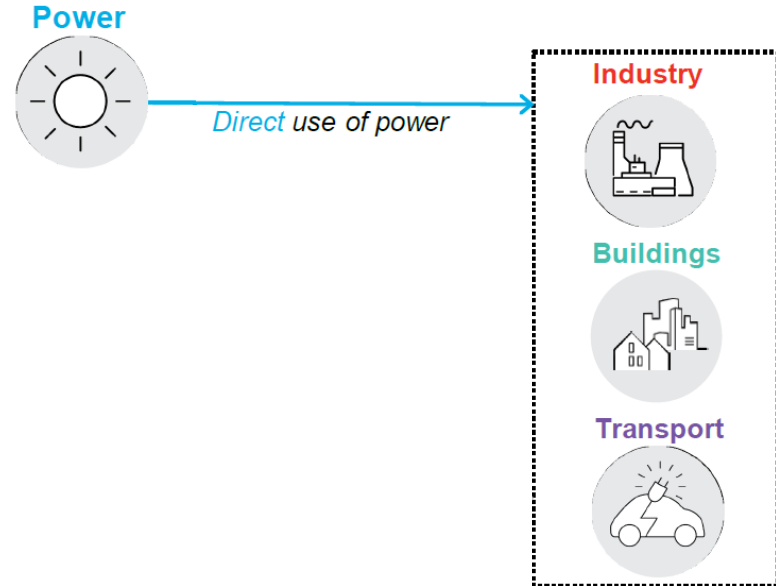 Power
Direct use of power
Industry
Buildings
Transport